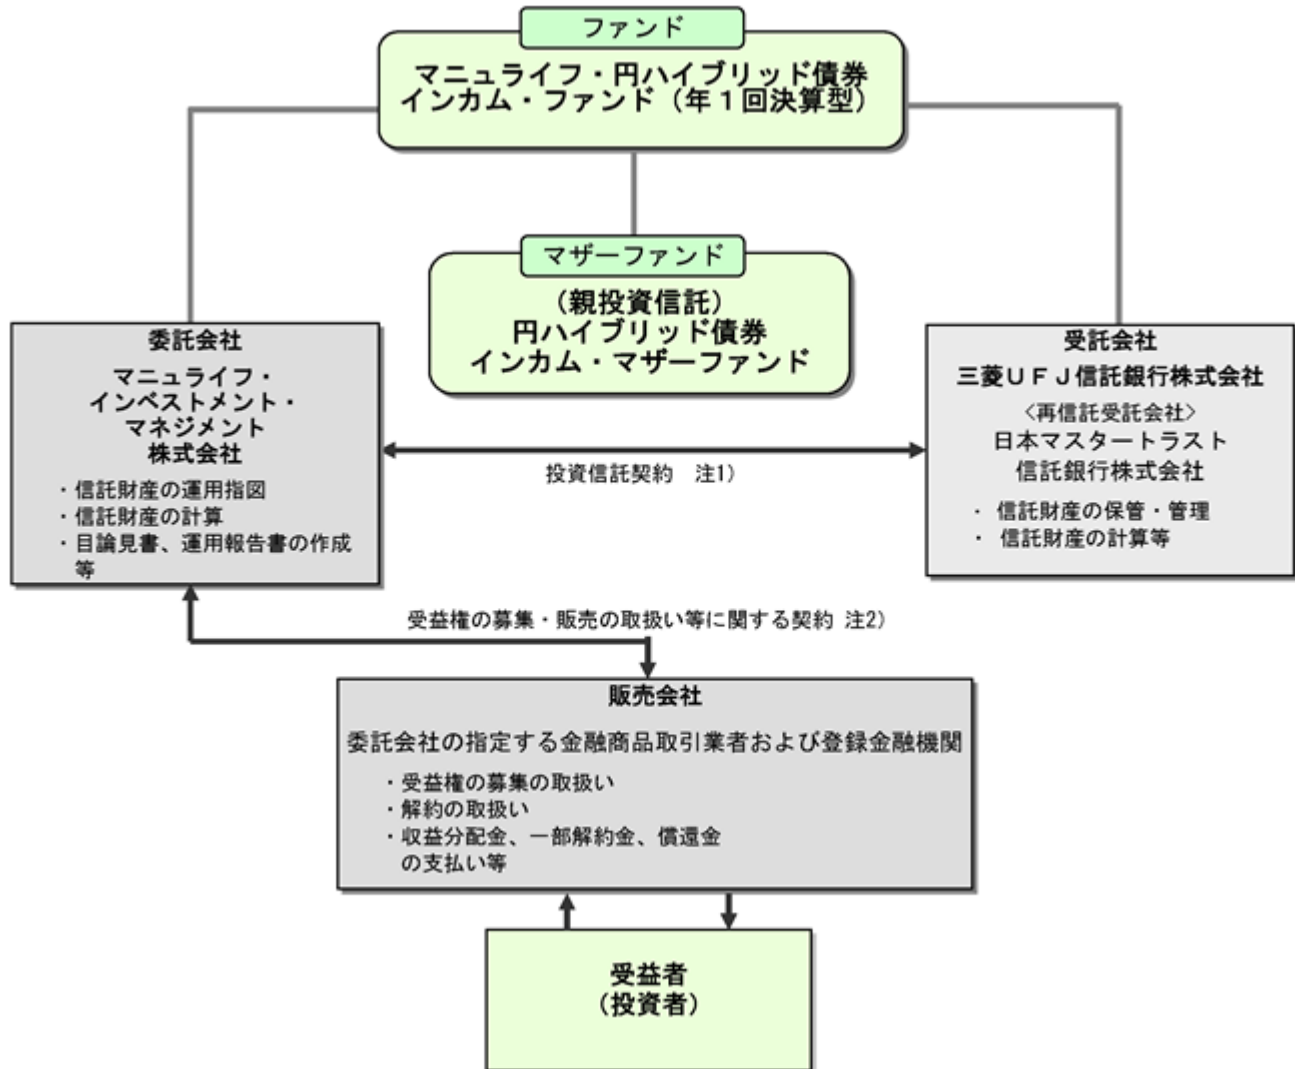 ファンド
マニュライフ・円ハイブリッド債券
インカム・ファンド（年１回決算型）
マザーファンド
（親投資信託）
円ハイブリッド債券
インカム・マザーファンド
委託会社
マニュライフ・
インベストメント・
マネジメント
株式会社
・信託財産の運用指図
・信託財産の計算
・目論見書、運用報告書の作成
等
受託会社
三菱ＵＦＪ信託銀行株式会社
〈再信託受託会社〉
日本マスタートラスト
信託銀行株式会社
・ 信託財産の保管・管理
・ 信託財産の計算等
投資信託契約　注1）
受益権の募集・販売の取扱い等に関する契約 注2）
販売会社
委託会社の指定する金融商品取引業者および登録金融機関
・受益権の募集の取扱い
・解約の取扱い
・収益分配金、一部解約金、償還金
の支払い等
受益者
（投資者）